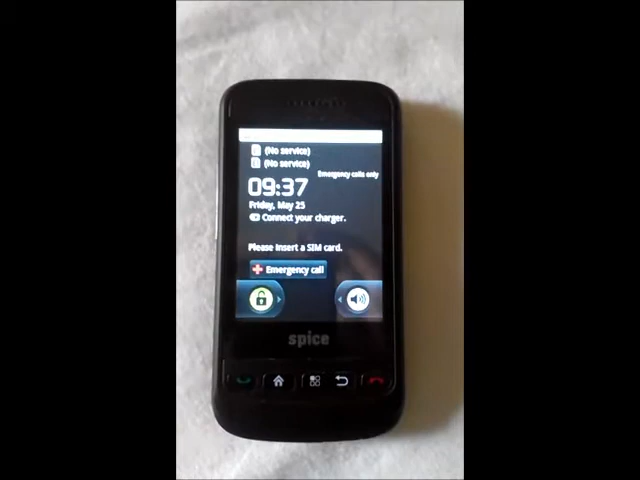 (No service)
(No service)
Emergency calls only
09:37
Friday, May 25
Connect your charger.
Please insert a SIM card.
Emergency call
spice